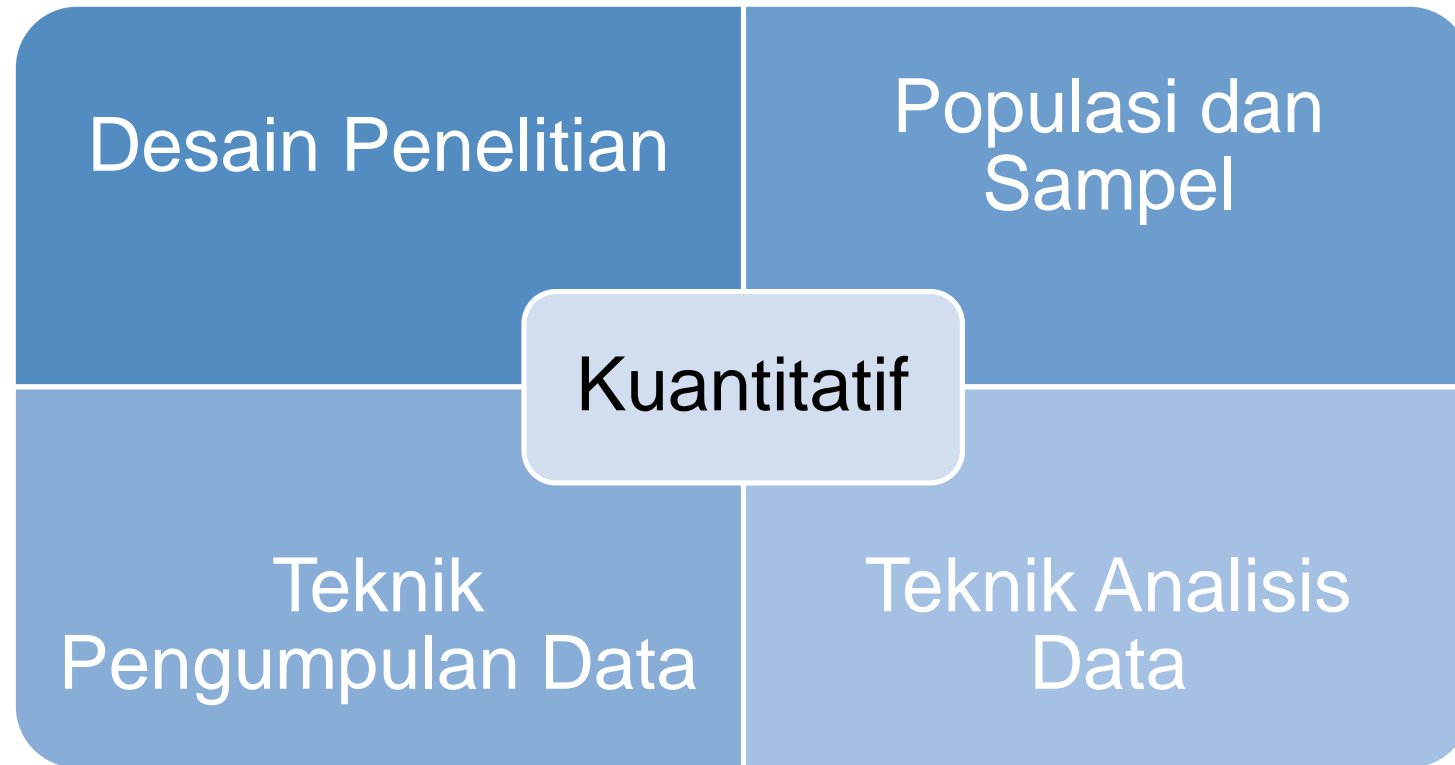 Desain Penelitian
Populasi dan
Sampel
Kuantitatif
Teknik
Pengumpulan Data
Teknik Analisis
Data